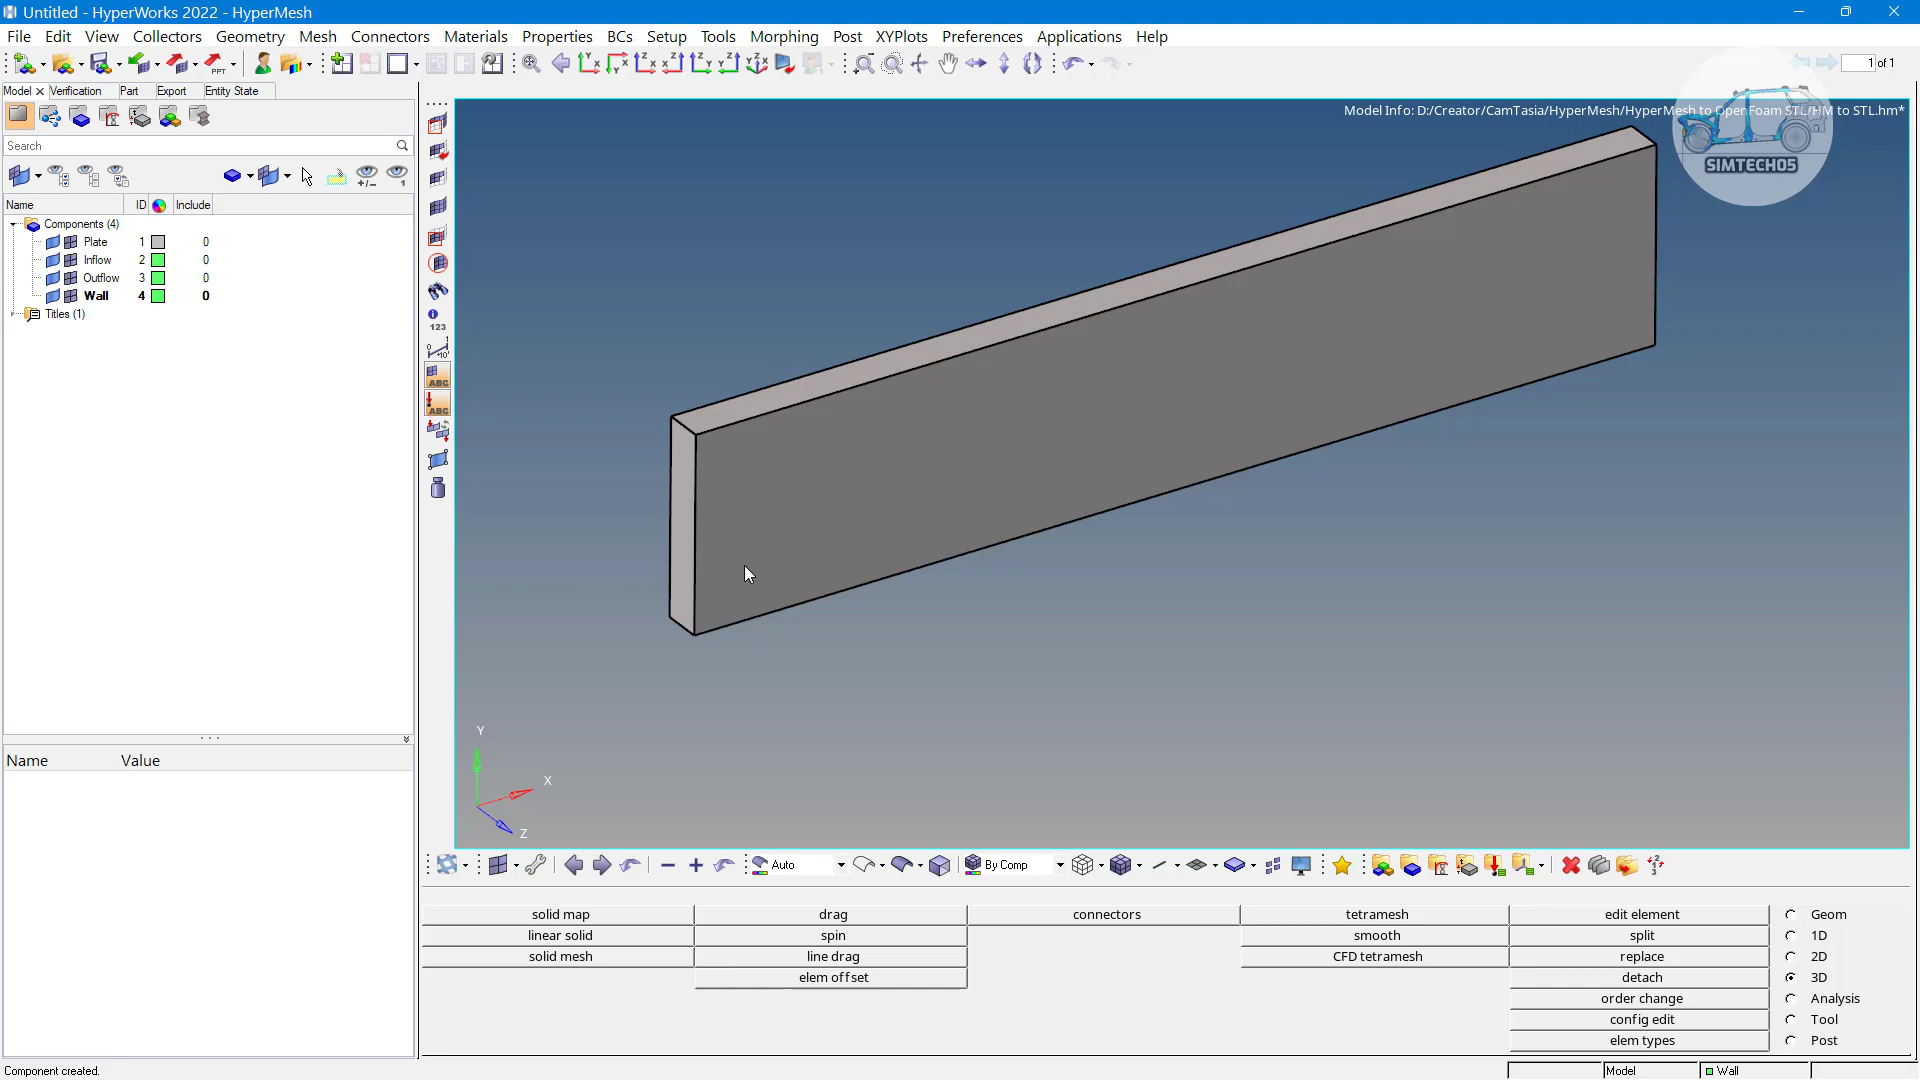 Untitled - HyperWorks 2022 - HyperMesh
File Edit View Collectors Geometry Mesh Connectors Materials Properties BCs Setup Tools Morphing Post XYPlots Preferences Applications Help
1 of 1
Model Verification Part Export Entity State
Search
Name ID Include
Components (4)
Plate 1 0
Inflow 2 0
Outflow 3 0
Wall 4 0
Titles (1)
Name Value
Model Info: D:/Creator/CamTasia/HyperMesh/HyperMesh to OpenFoam STL/HM to STL.hm*
SIMTECH05
123
ABC
ABC
Y
X
Z
Auto By Comp
solid map drag connectors tetramesh edit element Geom
linear solid spin smooth split 1D
solid mesh line drag CFD tetramesh replace 2D
elem offset detach 3D
order change Analysis
config edit Tool
elem types Post
Component created. Model Wall